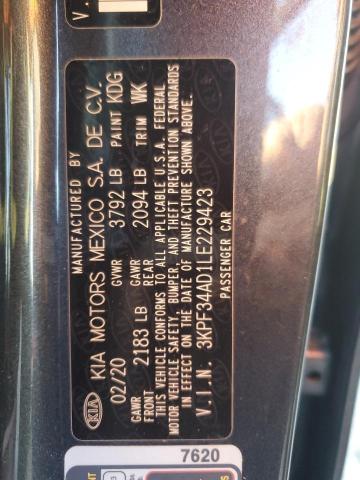 MANUFACTURED BY
KIA KIA MOTORS MEXICO S.A. DE C.V.
02/20 GVWR 3792 LB PAINT KDG
GAWR FRONT 2183 LB GAWR REAR 2094 LB TRIM WK
THIS VEHICLE CONFORMS TO ALL APPLICABLE U.S.A. FEDERAL
MOTOR VEHICLE SAFETY, BUMPER, AND THEFT PREVENTION STANDARDS
IN EFFECT ON THE DATE OF MANUFACTURE SHOWN ABOVE.
V.I.N. 3KPF34AD1LE229423
PASSENGER CAR
7620
V.